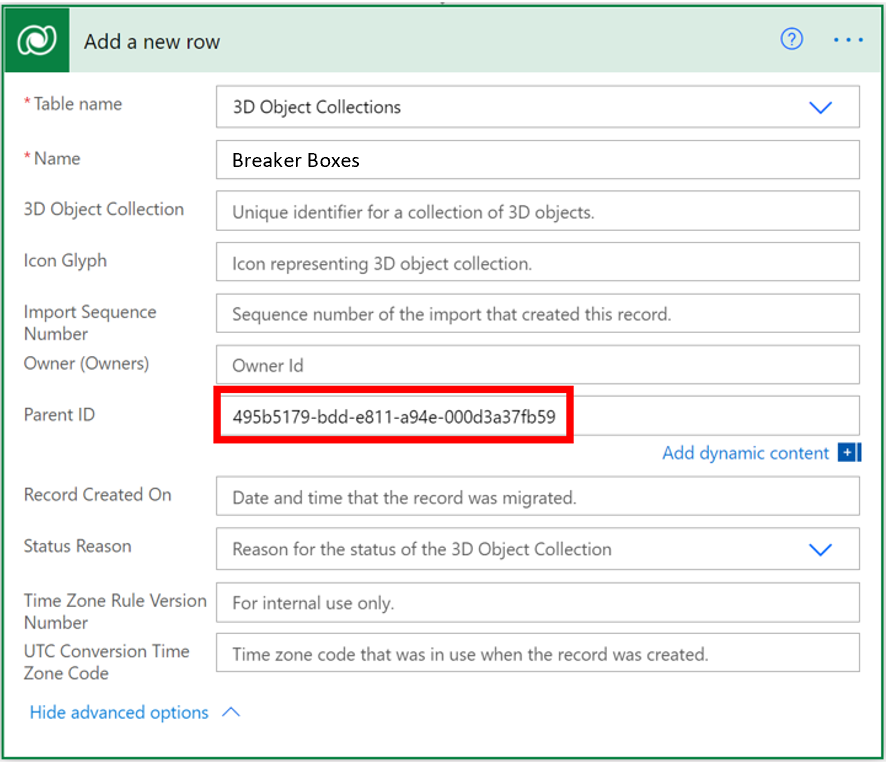 Add a new row
* Table name
3D Object Collections
* Name
Breaker Boxes
3D Object Collection
Unique identifier for a collection of 3D objects.
Icon Glyph
Icon representing 3D object collection.
Import Sequence
Number
Sequence number of the import that created this record.
Owner (Owners)
Owner Id
Parent ID
495b5179-bdd-e811-a94e-000d3a37fb59
Add dynamic content
Record Created On
Date and time that the record was migrated.
Status Reason
Reason for the status of the 3D Object Collection
Time Zone Rule Version
Number
For internal use only.
UTC Conversion Time
Zone Code
Time zone code that was in use when the record was created.
Hide advanced options